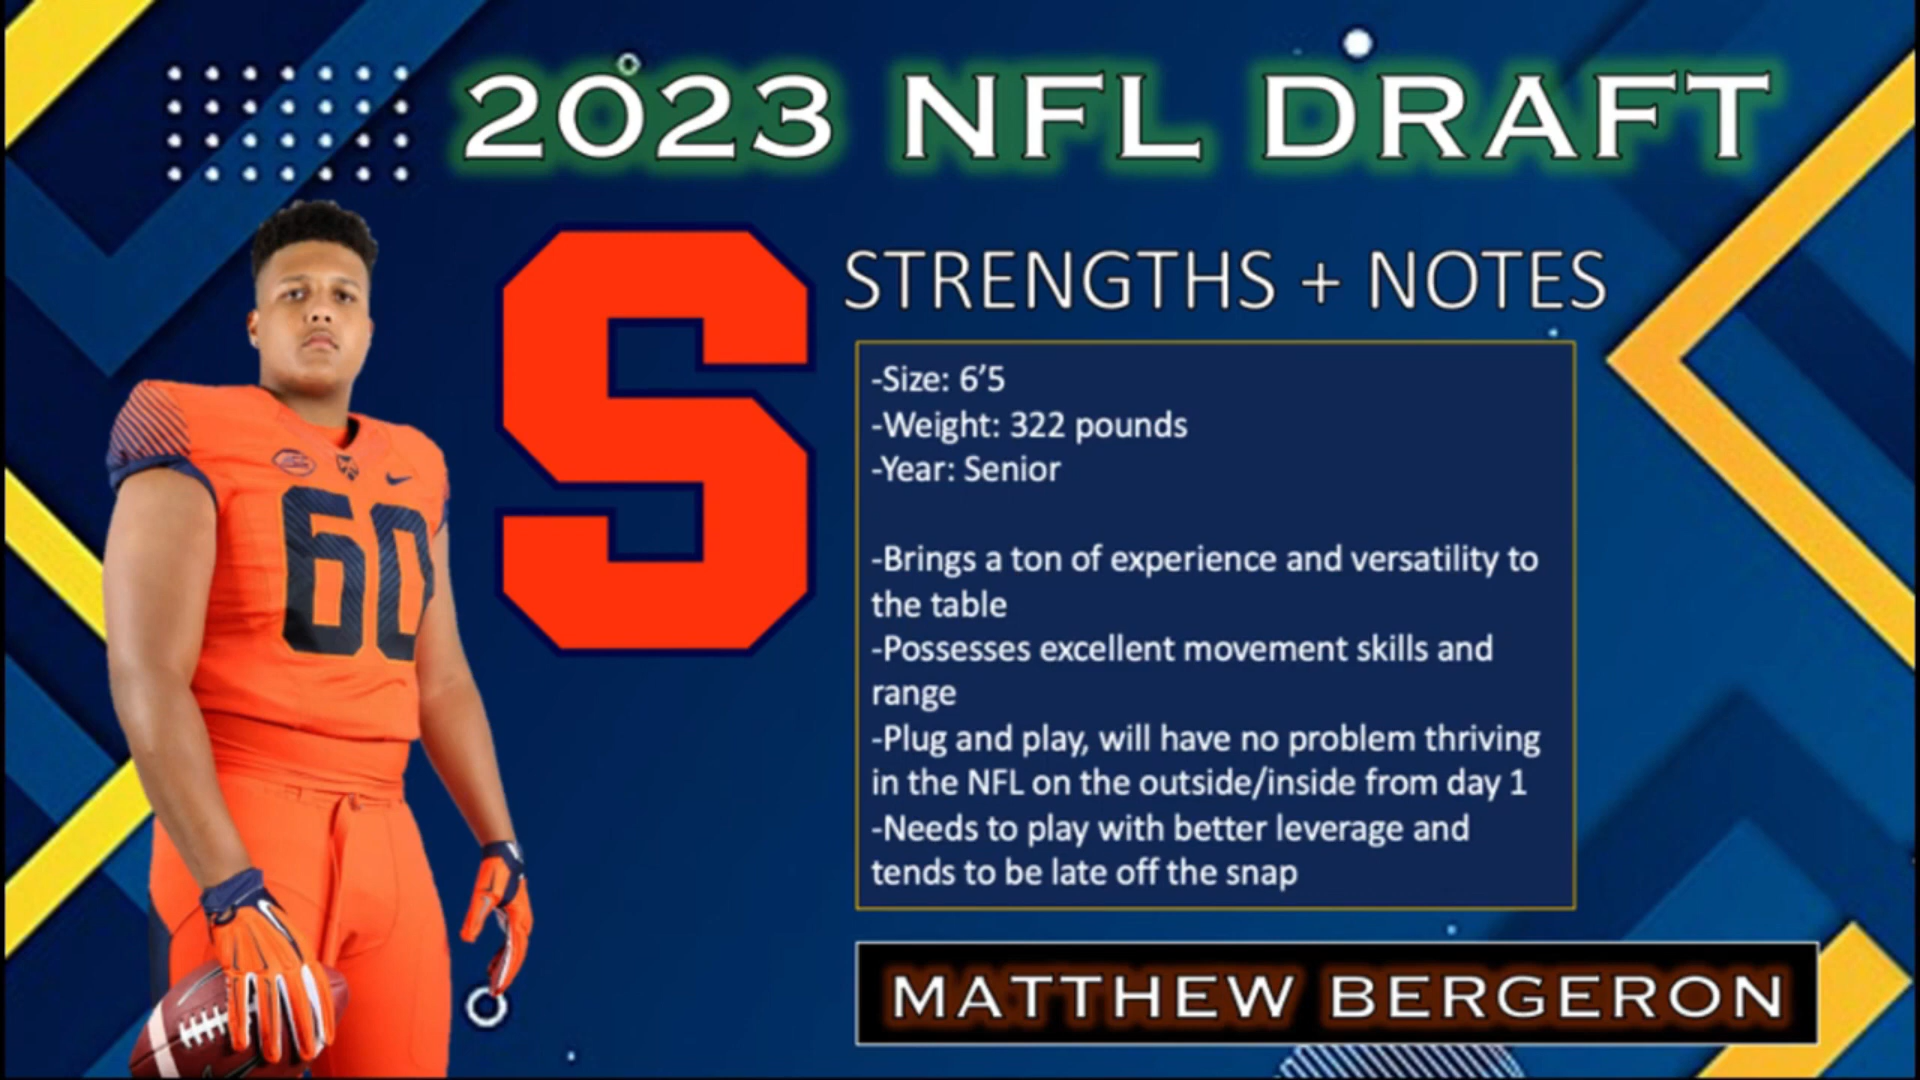 2023 NFL DRAFT
S
STRENGTHS + NOTES
-Size: 6’5
-Weight: 322 pounds
-Year: Senior
-Brings a ton of experience and versatility to
the table
-Possesses excellent movement skills and
range
-Plug and play, will have no problem thriving
in the NFL on the outside/inside from day 1
-Needs to play with better leverage and
tends to be late off the snap
60
MATTHEW BERGERON